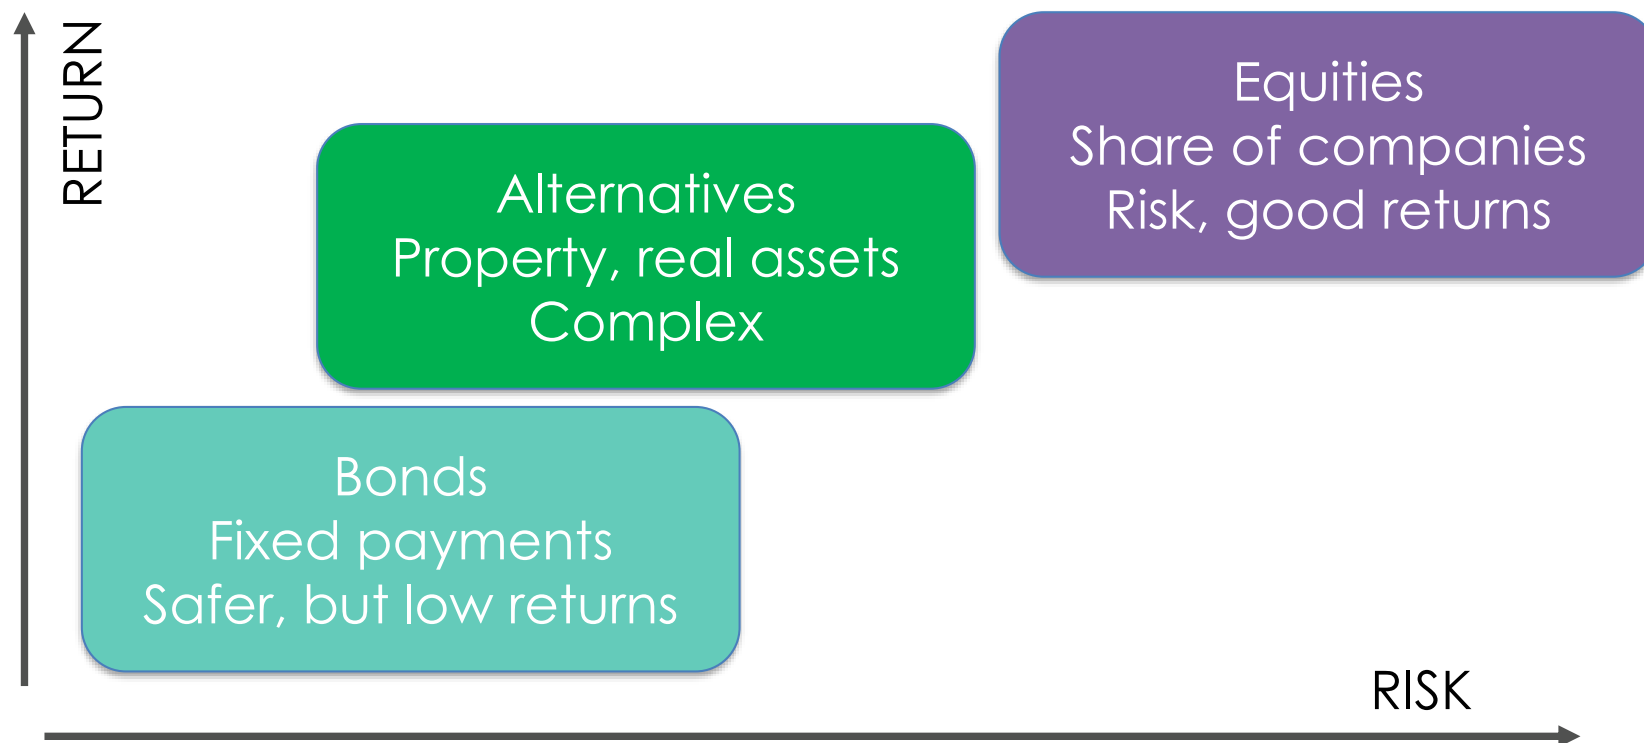 RETURN
Equities
Share of companies
Risk, good returns
Alternatives
Property, real assets
Complex
Bonds
Fixed payments
Safer, but low returns
RISK